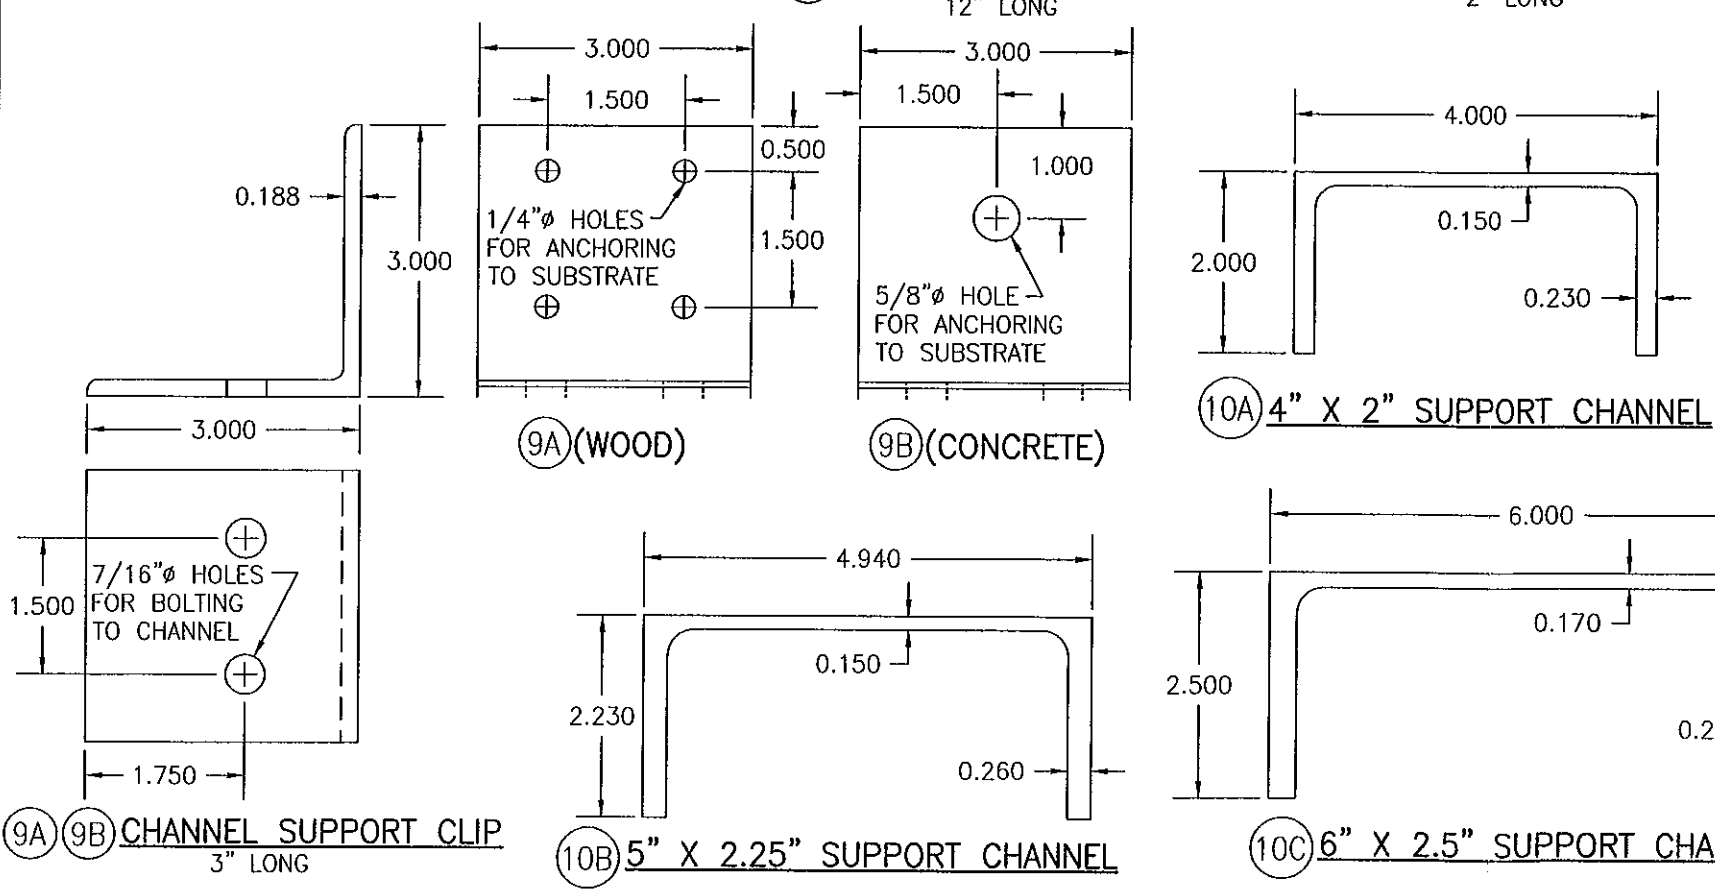 12" LONG
2" LONG
3.000
1.500
0.500
1.500
1/4"ø HOLES
FOR ANCHORING
TO SUBSTRATE
9A (WOOD)
3.000
1.500
1.000
5/8"ø HOLE
FOR ANCHORING
TO SUBSTRATE
9B (CONCRETE)
4.000
0.150
2.000
0.230
10A 4" X 2" SUPPORT CHANNEL
0.188
3.000
3.000
7/16"ø HOLES
FOR BOLTING
TO CHANNEL
1.500
1.750
9A 9B CHANNEL SUPPORT CLIP
3" LONG
4.940
0.150
2.230
0.260
10B 5" X 2.25" SUPPORT CHANNEL
6.000
0.170
2.500
0.2
10C 6" X 2.5" SUPPORT CHA